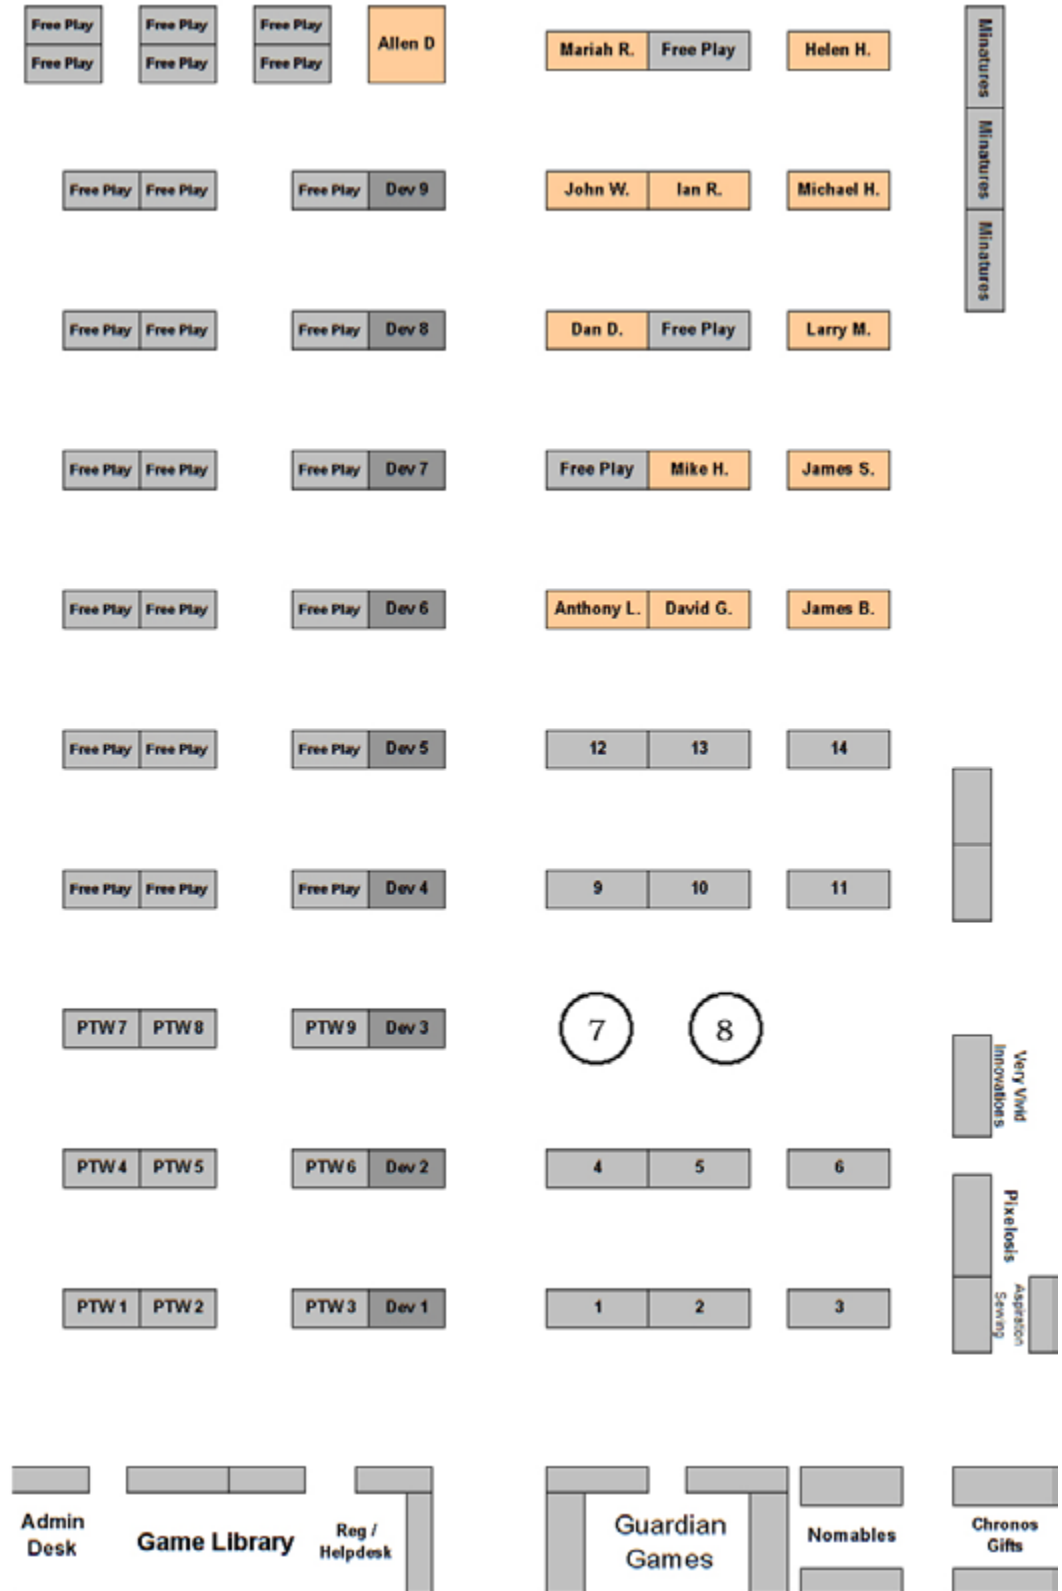 Free Play Free Play Free Play
Allen D
Mariah R. Free Play Helen H.
Free Play Free Play Free Play
Minatures
Free Play Free Play Free Play Dev 9 John W. Ian R. Michael H.
Minatures
Minatures
Free Play Free Play Free Play Dev 8 Dan D. Free Play Larry M.
Free Play Free Play Free Play Dev 7 Free Play Mike H. James S.
Free Play Free Play Free Play Dev 6 Anthony L. David G. James B.
Free Play Free Play Free Play Dev 5 12 13 14
Free Play Free Play Free Play Dev 4 9 10 11
PTW 7 PTW 8 PTW 9 Dev 3 7 8
Very Vivid
Innovations
PTW 4 PTW 5 PTW 6 Dev 2 4 5 6
Pixelosis
PTW 1 PTW 2 PTW 3 Dev 1 1 2 3
Aspiration
Sewing
Admin
Desk
Game Library
Reg /
Helpdesk
Guardian
Games
Nomables
Chronos
Gifts